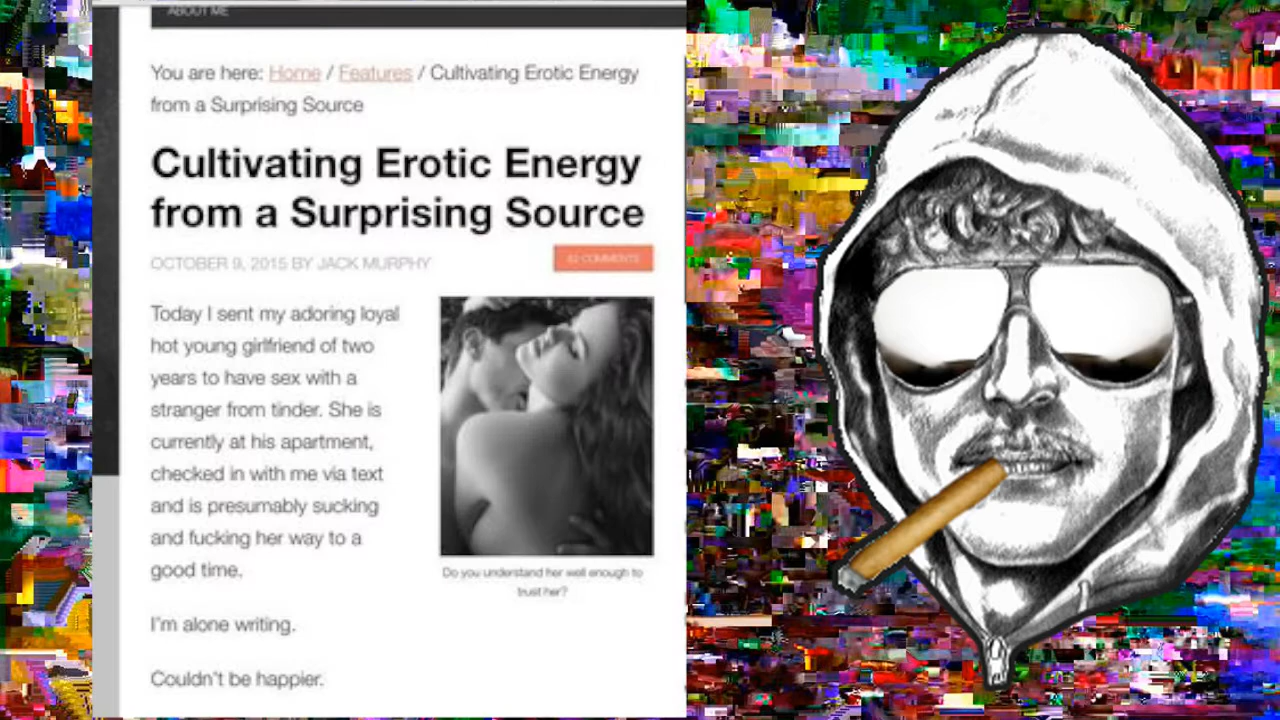 ABOUT ME
You are here: Home / Features / Cultivating Erotic Energy
from a Surprising Source
Cultivating Erotic Energy
from a Surprising Source
OCTOBER 9, 2015 BY JACK MURPHY
COMMENTS
Today I sent my adoring loyal
hot young girlfriend of two
years to have sex with a
stranger from tinder. She is
currently at his apartment,
checked in with me via text
and is presumably sucking
and fucking her way to a
good time.
Do you understand her well enough to
trust her?
I'm alone writing.
Couldn't be happier.